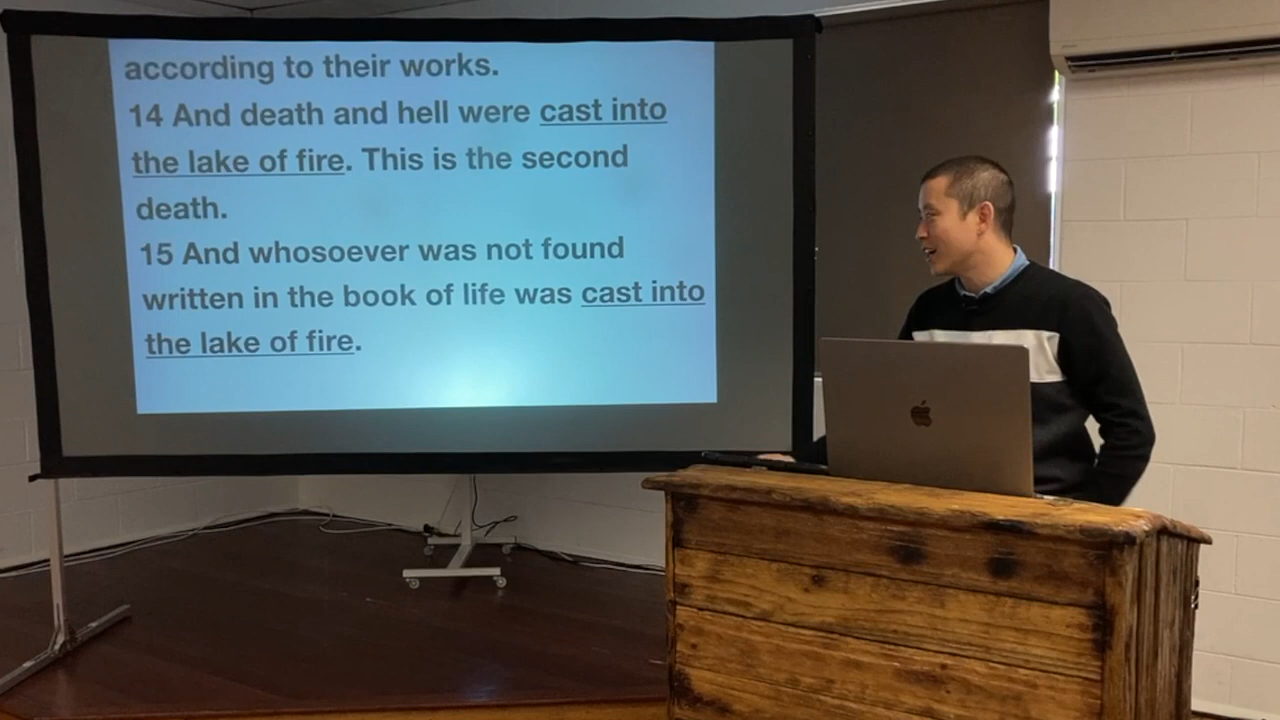 according to their works.
14 And death and hell were cast into
the lake of fire. This is the second
death.
15 And whosoever was not found
written in the book of life was cast into
the lake of fire.